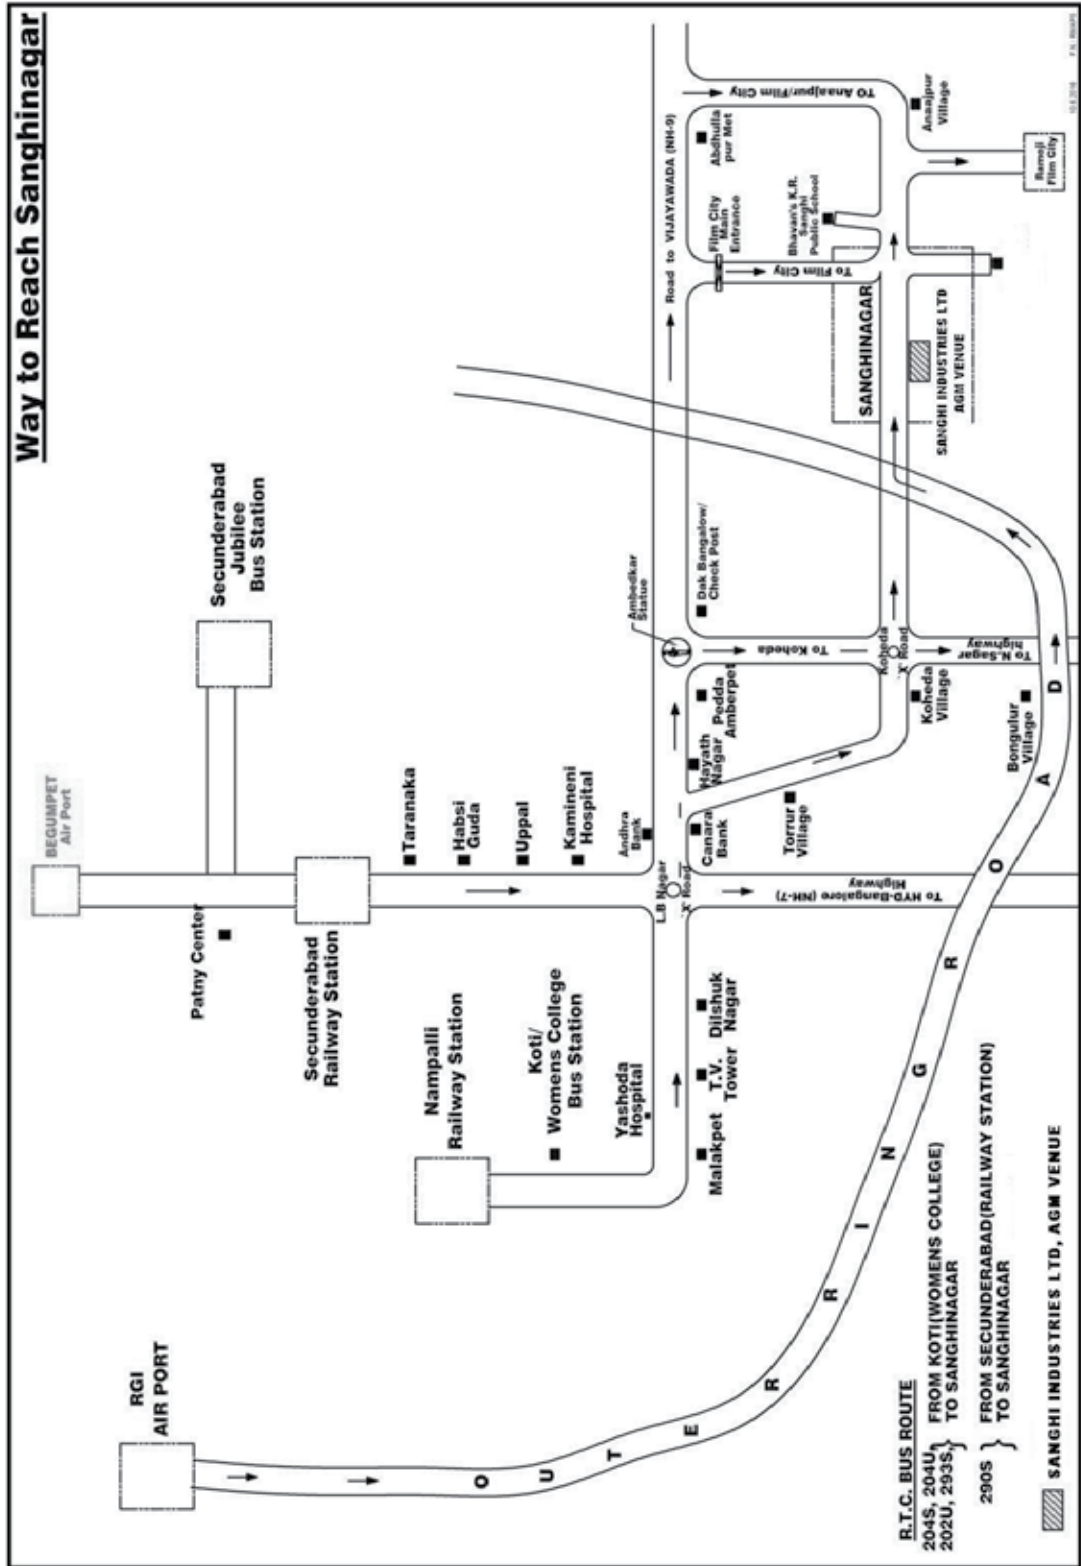 Way to Reach Sanghinagar
BEGUMPET
Air Port
Secunderabad
Jubilee
Bus Station
Patny Center
Secunderabad
Railway Station
Taranaka
Habsi
Guda
Uppal
Kamineni
Hospital
RGI
AIR PORT
Nampalli
Railway Station
Koti/
Womens College
Bus Station
Yashoda
Hospital
Malakpet
T.V.
Tower
Dilshuk
Nagar
L.B Nagar
'X' Road
Andhra
Bank
Canara
Bank
Hayath
Nagar
Pedda
Amberpet
Ambedkar
Statue
Dak Bangalow/
Check Post
Road to VIJAYAWADA (NH-9)
Film City
Main
Entrance
Abdhulla
pur Met
TO Anaajpur/Film City
To Film City
Bhavan's K.R.
Sanghi
Public School
To Koheda
To HYD-Bangalore (NH-7)
Highway
Torrur
Village
Koheda
'X' Road
Koheda
Village
To N.Sagar
highway
Bongulur
Village
SANGHINAGAR
SANGHI INDUSTRIES LTD
AGM VENUE
Anaajpur
Village
Ramoji
Film City
OUTER RING ROAD
R.T.C. BUS ROUTE
204S, 204U, } FROM KOTI(WOMENS COLLEGE)
202U, 293S, } TO SANGHINAGAR
290S } FROM SECUNDERABAD(RAILWAY STATION)
TO SANGHINAGAR
SANGHI INDUSTRIES LTD, AGM VENUE